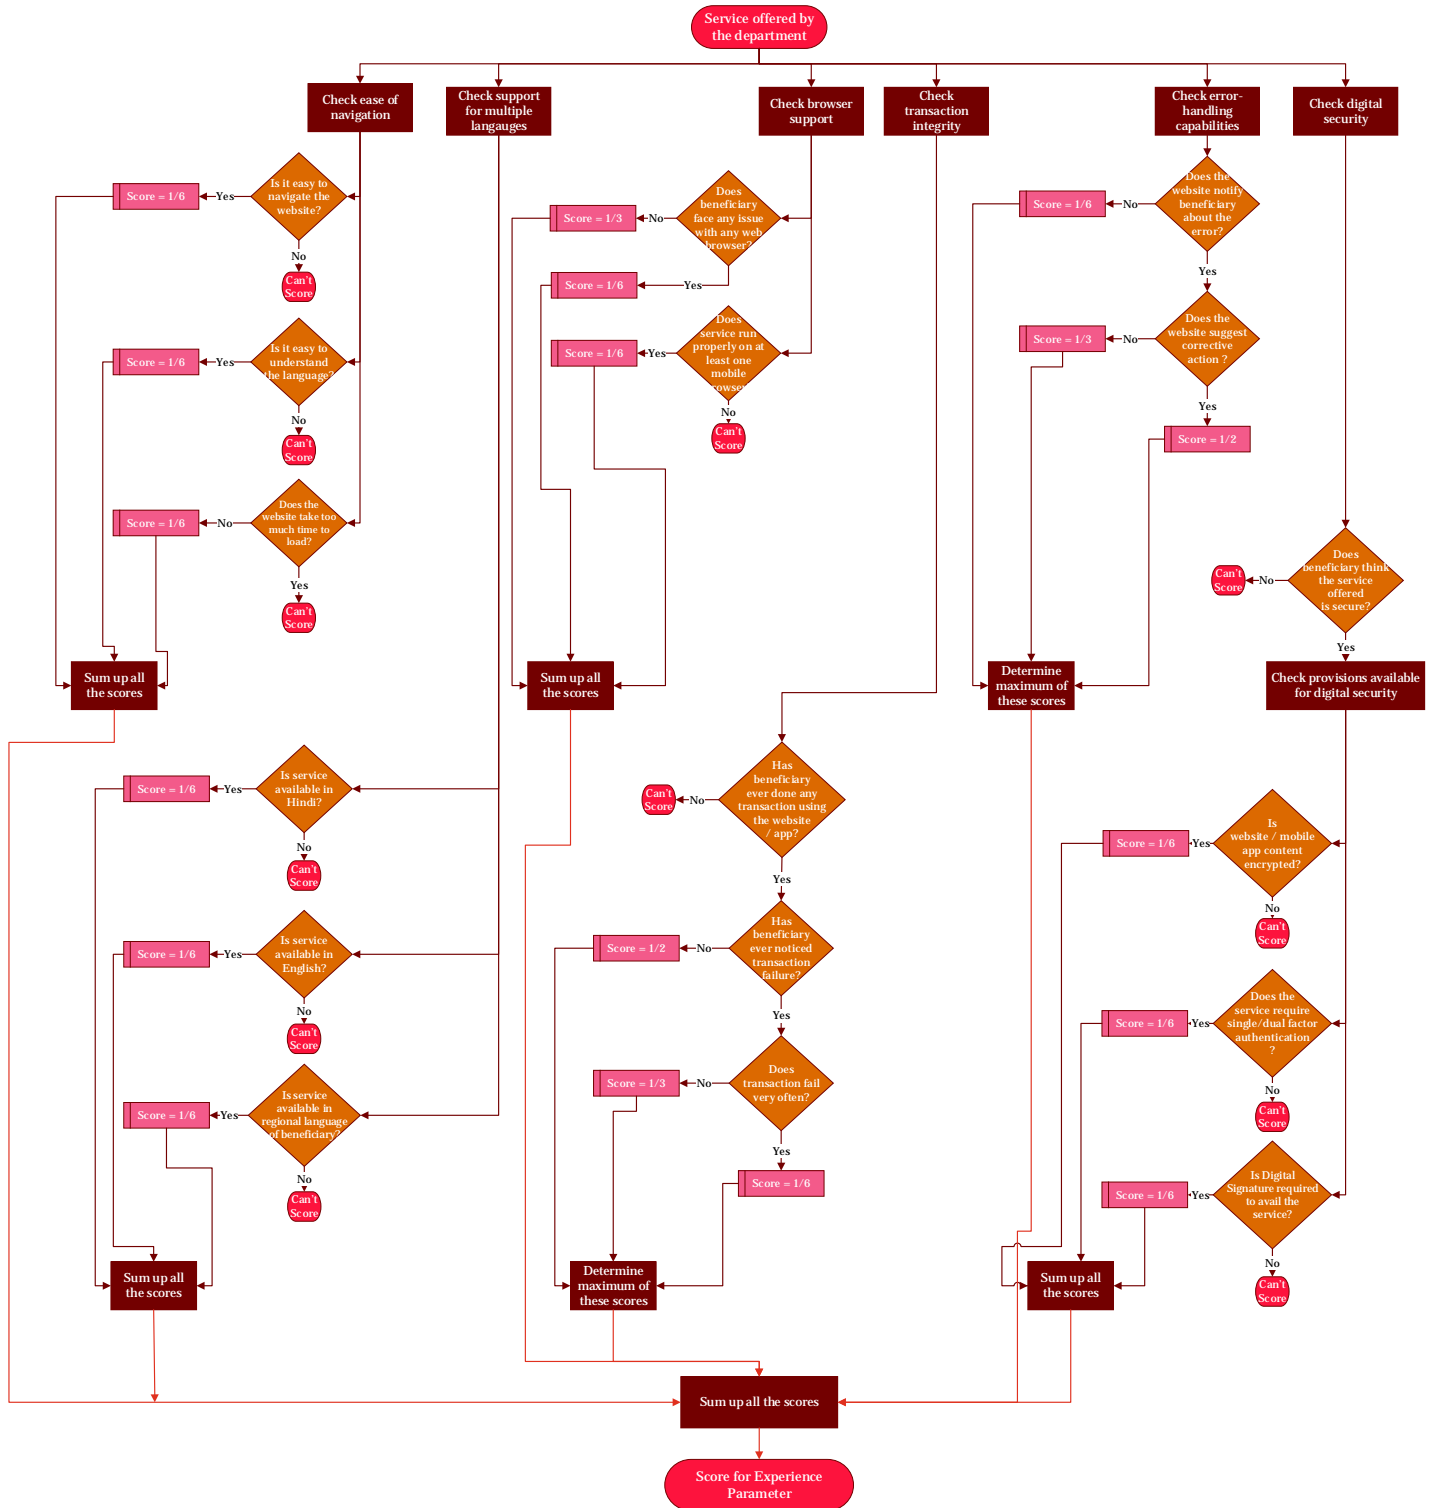 Service offered by
the department
Check ease of
navigation
Check support
for multiple
langauges
Check browser
support
Check
transaction
integrity
Check error-
handling
capabilities
Check digital
security
Is it easy to
navigate the
website?
Yes
Score = 1/6
No
Can't
Score
Is it easy to
understand
the language?
Yes
Score = 1/6
No
Can't
Score
Does the
website take too
much time to
load?
No
Score = 1/6
Yes
Can't
Score
Sum up all
the scores
Does
beneficiary
face any issue
with any web
browser?
No
Score = 1/3
Yes
Score = 1/6
Does
service run
properly on at
least one
mobile
rowser
Yes
Score = 1/6
No
Can't
Score
Sum up all
the scores
Does the
website notify
beneficiary
about the
error?
No
Score = 1/6
Yes
Does the
website suggest
corrective
action ?
No
Score = 1/3
Yes
Score = 1/2
Determine
maximum of
these scores
Does
beneficiary think
the service
offered
is secure?
No
Can't
Score
Yes
Check provisions available
for digital security
Is service
available in
Hindi?
Yes
Score = 1/6
No
Can't
Score
Is service
available in
English?
Yes
Score = 1/6
No
Can't
Score
Is service
available in
regional language
of beneficiary?
Yes
Score = 1/6
No
Can't
Score
Sum up all
the scores
Has
beneficiary
ever done any
transaction using
the website
/ app?
No
Can't
Score
Yes
Has
beneficiary
ever noticed
transaction
failure?
No
Score = 1/2
Yes
Does
transaction fail
very often?
No
Score = 1/3
Yes
Score = 1/6
Determine
maximum of
these scores
Is
website / mobile
app content
encrypted?
Yes
Score = 1/6
No
Can't
Score
Does the
service require
single/dual factor
authentication
?
Yes
Score = 1/6
No
Can't
Score
Is Digital
Signature required
to avail the
service?
Yes
Score = 1/6
No
Can't
Score
Sum up all
the scores
Sum up all the scores
Score for Experience
Parameter